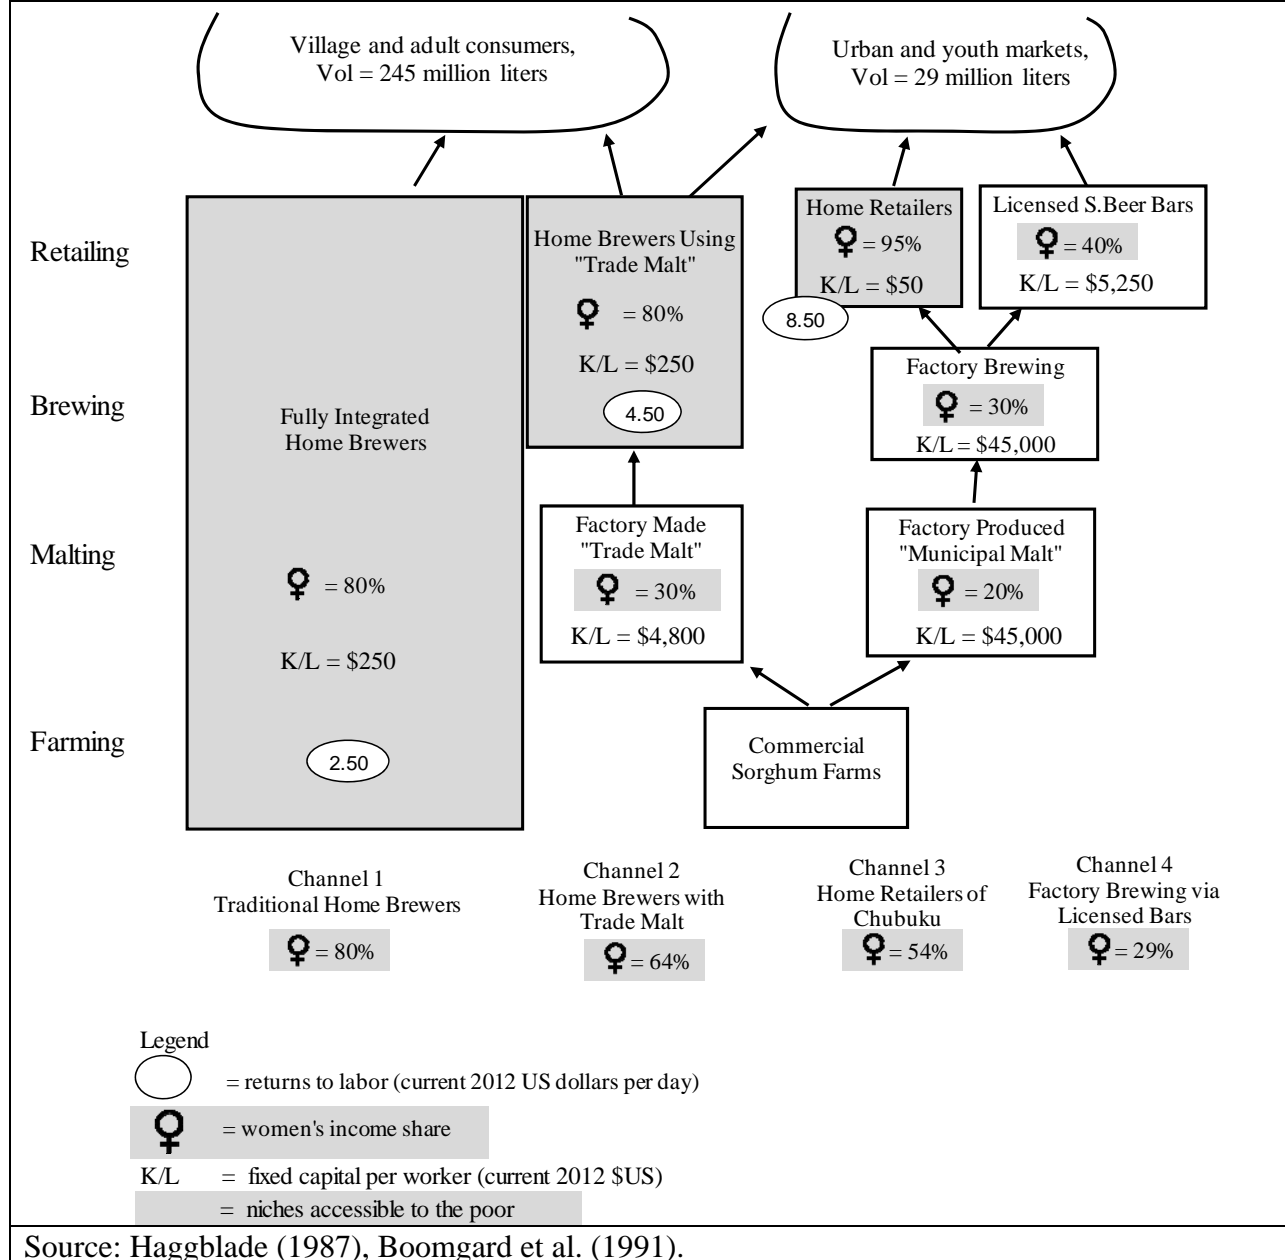 Village and adult consumers,
Vol = 245 million liters
Urban and youth markets,
Vol = 29 million liters
Retailing
Brewing
Malting
Farming
Fully Integrated
Home Brewers
♀ = 80%
K/L = $250
2.50
Home Brewers Using
"Trade Malt"
♀ = 80%
K/L = $250
4.50
Home Retailers
♀ = 95%
K/L = $50
8.50
Licensed S.Beer Bars
♀ = 40%
K/L = $5,250
Factory Brewing
♀ = 30%
K/L = $45,000
Factory Made
"Trade Malt"
♀ = 30%
K/L = $4,800
Factory Produced
"Municipal Malt"
♀ = 20%
K/L = $45,000
Commercial
Sorghum Farms
Channel 1
Traditional Home Brewers
♀ = 80%
Channel 2
Home Brewers with
Trade Malt
♀ = 64%
Channel 3
Home Retailers of
Chubuku
♀ = 54%
Channel 4
Factory Brewing via
Licensed Bars
♀ = 29%
Legend
= returns to labor (current 2012 US dollars per day)
♀ = women's income share
K/L = fixed capital per worker (current 2012 $US)
= niches accessible to the poor
Source: Haggblade (1987), Boomgard et al. (1991).